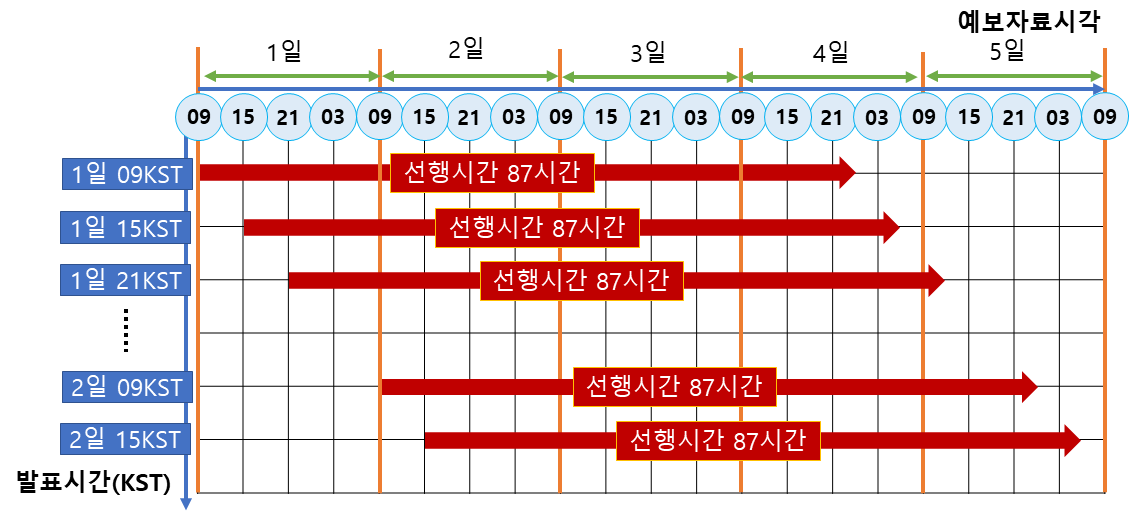 예보자료시각
1일 2일 3일 4일 5일
09 15 21 03 09 15 21 03 09 15 21 03 09 15 21 03 09 15 21 03 09
1일 09KST 선행시간 87시간
1일 15KST 선행시간 87시간
1일 21KST 선행시간 87시간
2일 09KST 선행시간 87시간
2일 15KST 선행시간 87시간
발표시간(KST)